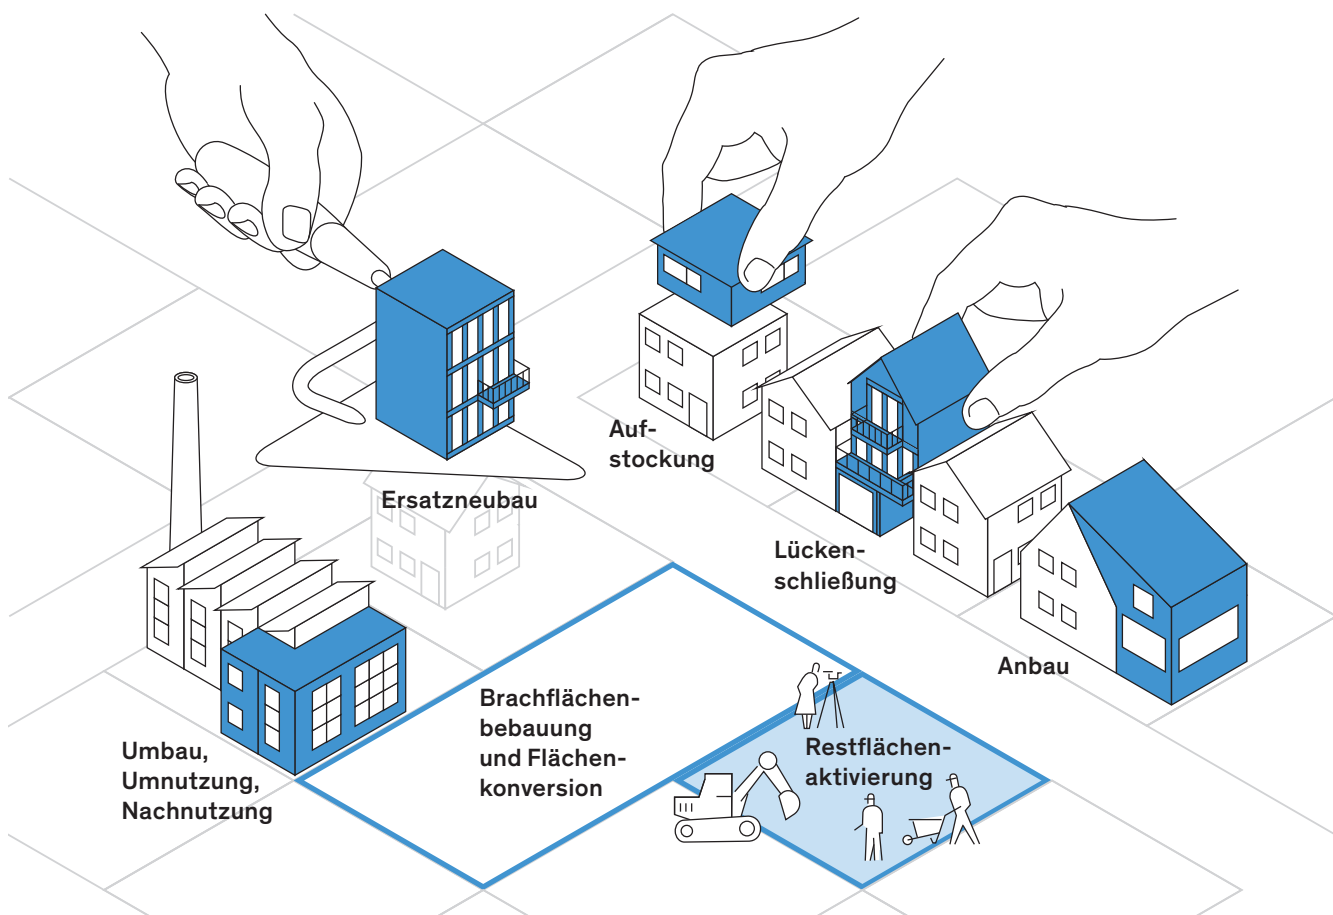 Auf-
stockung
Ersatzneubau
Lücken-
schließung
Anbau
Brachflächen-
bebauung
und Flächen-
konversion
Restflächen-
aktivierung
Umbau,
Umnutzung,
Nachnutzung